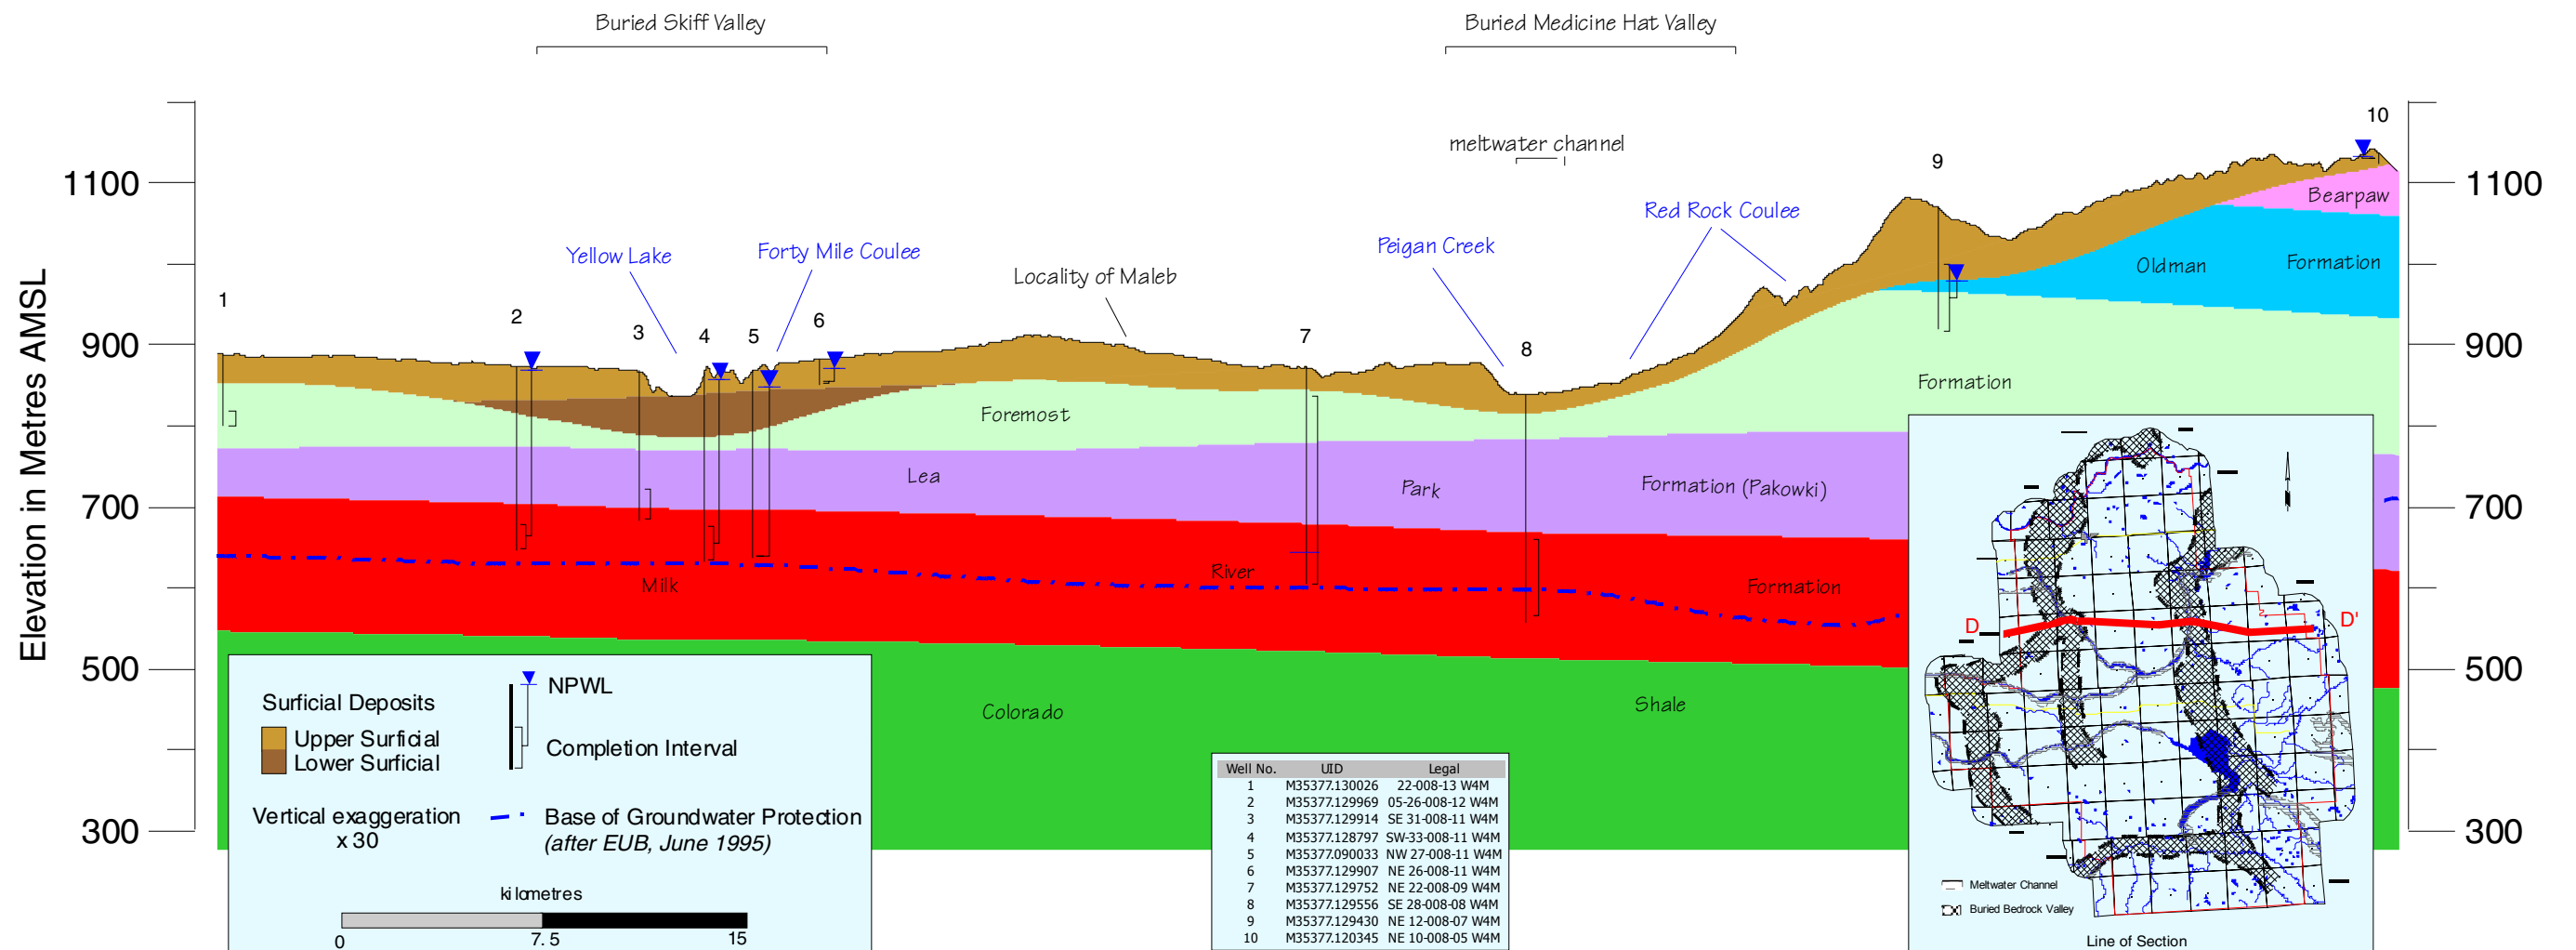 Buried Skiff Valley
Buried Medicine Hat Valley
meltwater channel
Red Rock Coulee
Peigan Creek
Yellow Lake
Forty Mile Coulee
Locality of Maleb
1
2
3
4
5
6
7
8
9
10
Elevation in Metres AMSL
1100
900
700
500
300
1100
900
700
500
300
Bearpaw
Oldman Formation
Foremost Formation
Lea Park Formation (Pakowki)
Milk River Formation
Colorado Shale
Surficial Deposits
Upper Surficial
Lower Surficial
NPWL
Completion Interval
Vertical exaggeration
x 30
Base of Groundwater Protection
(after EUB, June 1995)
kilometres
0 7.5 15
Well No. UID Legal
1 M35377.130026 22-008-13 W4M
2 M35377.129969 05-26-008-12 W4M
3 M35377.129914 SE 31-008-11 W4M
4 M35377.128797 SW-33-008-11 W4M
5 M35377.090033 NW 27-008-11 W4M
6 M35377.129907 NE 26-008-11 W4M
7 M35377.129752 NE 22-008-09 W4M
8 M35377.129556 SE 28-008-08 W4M
9 M35377.129430 NE 12-008-07 W4M
10 M35377.120345 NE 10-008-05 W4M
D
D'
Meltwater Channel
Buried Bedrock Valley
Line of Section